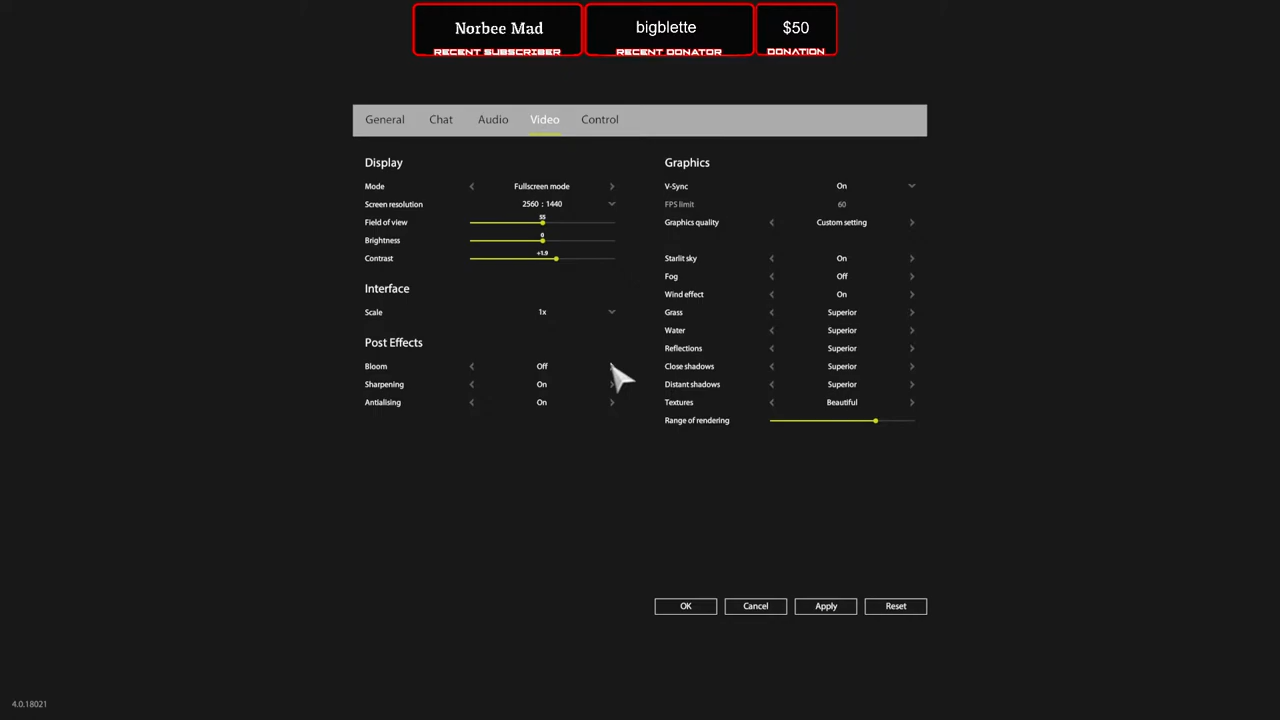 Norbee Mad bigblette $50
RECENT SUBSCRIBER RECENT DONATOR DONATION
General Chat Audio Video Control
Display
Mode Fullscreen mode
Screen resolution 2560 : 1440
55
Field of view
0
Brightness
+1.9
Contrast
Interface
Scale 1x
Post Effects
Bloom Off
Sharpening On
Antialising On
Graphics
V-Sync On
FPS limit 60
Graphics quality Custom setting
Starlit sky On
Fog Off
Wind effect On
Grass Superior
Water Superior
Reflections Superior
Close shadows Superior
Distant shadows Superior
Textures Beautiful
Range of rendering
OK Cancel Apply Reset
4.0.18021